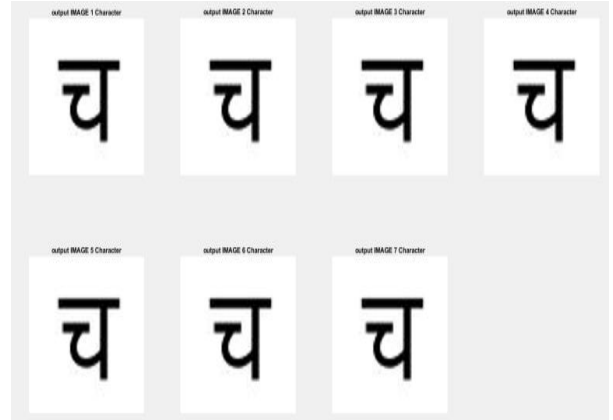 output IMAGE 1 Character output IMAGE 2 Character output IMAGE 3 Character output IMAGE 4 Character
च च च च
output IMAGE 5 Character output IMAGE 6 Character output IMAGE 7 Character
च च च